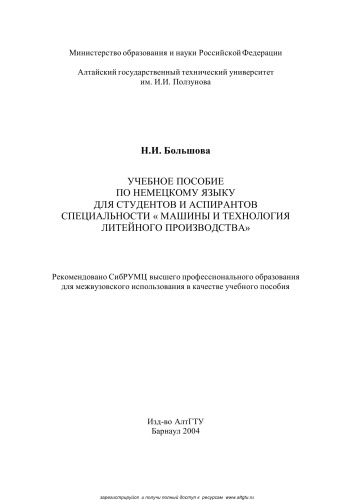 Министерство образования и науки Российской Федерации
Алтайский государственный технический университет
им. И.И. Ползунова
Н.И. Большова
УЧЕБНОЕ ПОСОБИЕ
ПО НЕМЕЦКОМУ ЯЗЫКУ
ДЛЯ СТУДЕНТОВ И АСПИРАНТОВ
СПЕЦИАЛЬНОСТИ « МАШИНЫ И ТЕХНОЛОГИЯ
ЛИТЕЙНОГО ПРОИЗВОДСТВА»
Рекомендовано СибРУМЦ высшего профессионального образования
для межвузовского использования в качестве учебного пособия
Изд-во АлтГТУ
Барнаул 2004
зарегистрируйся и получи полный доступ к ресурсам www.altgtu.ru